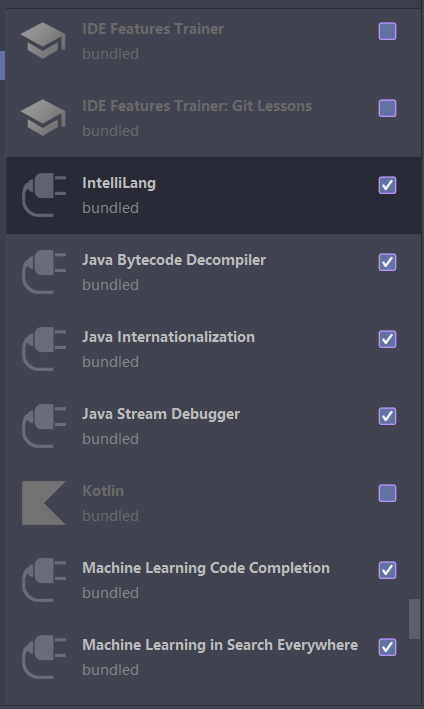 IDE Features Trainer
bundled
IDE Features Trainer: Git Lessons
bundled
IntelliLang
bundled
Java Bytecode Decompiler
bundled
Java Internationalization
bundled
Java Stream Debugger
bundled
Kotlin
bundled
Machine Learning Code Completion
bundled
Machine Learning in Search Everywhere
bundled